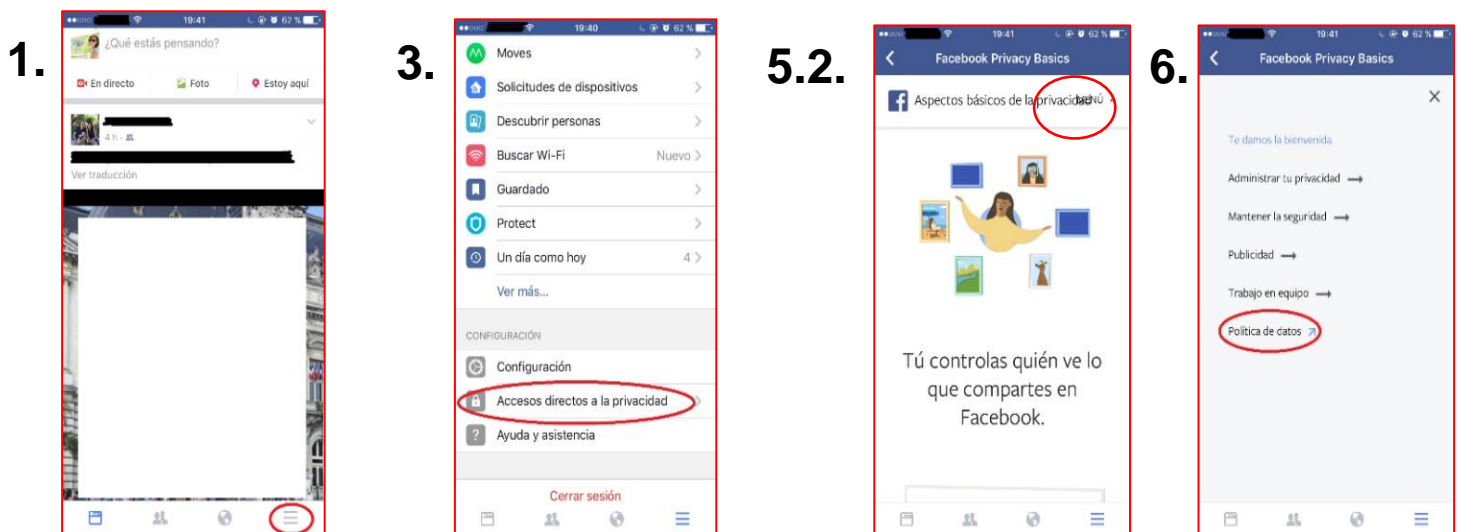 1.
19:41
62 %
¿Qué estás pensando?
En directo
Foto
Estoy aquí
4 h
Ver traducción
3.
19:40
62 %
Moves
Solicitudes de dispositivos
Descubrir personas
Buscar Wi-Fi Nuevo
Guardado
Protect
Un día como hoy 4
Ver más...
CONFIGURACIÓN
Configuración
Accesos directos a la privacidad
Ayuda y asistencia
Cerrar sesión
5.2.
19:41
62 %
Facebook Privacy Basics
Aspectos básicos de la privacidad MENÚ
Tú controlas quién ve lo
que compartes en
Facebook.
6.
19:41
62 %
Facebook Privacy Basics
Te damos la bienvenida
Administrar tu privacidad →
Mantener la seguridad →
Publicidad →
Trabajo en equipo →
Política de datos